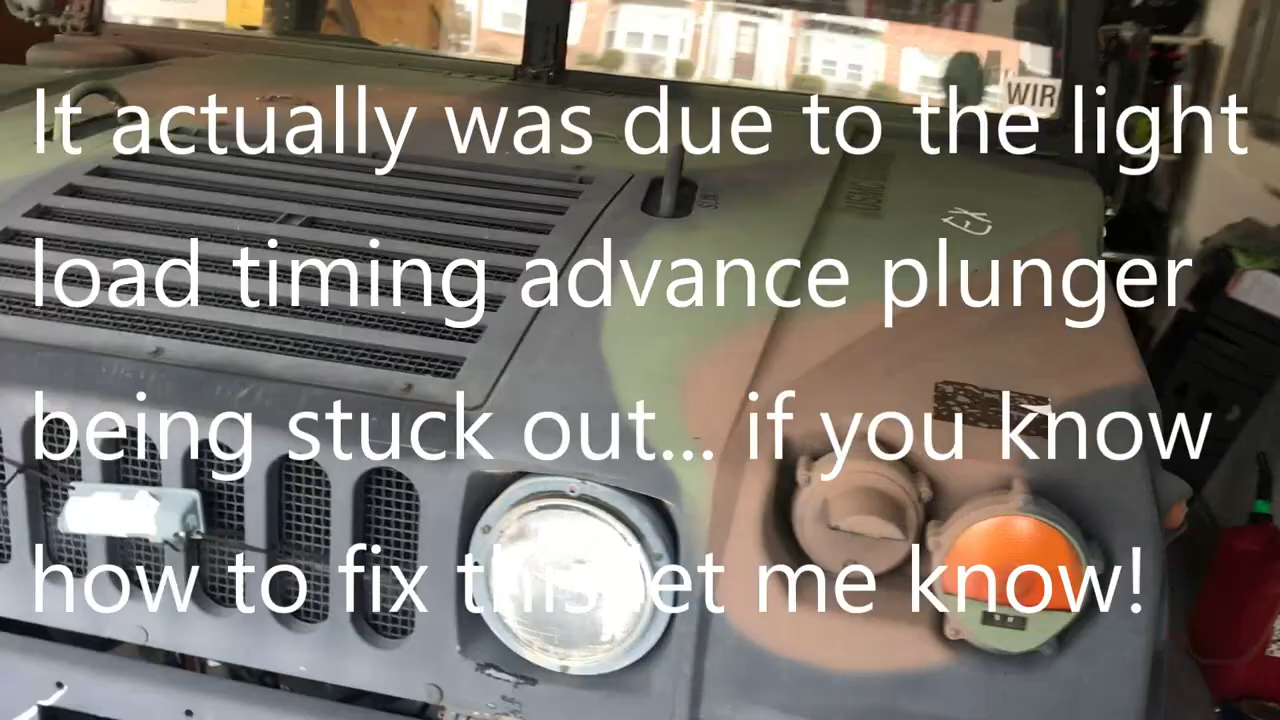 It actually was due to the light
load timing advance plunger
being stuck out... if you know
how to fix this let me know!
WIR
EX